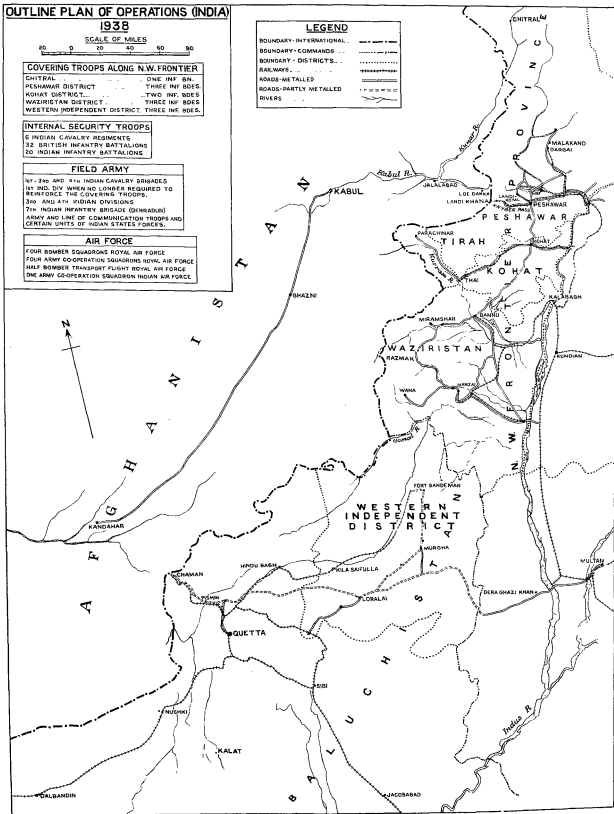 OUTLINE PLAN OF OPERATIONS (INDIA)
1938
SCALE OF MILES
20 0 20 40 60 80
COVERING TROOPS ALONG N.W. FRONTIER
CHITRAL .. .. .. .. ONE INF. BN.
PESHAWAR DISTRICT .. THREE INF. BDES.
KOHAT DISTRICT.... ..TWO INF. BDES
WAZIRISTAN DISTRICT . THREE INF. BDES
WESTERN INDEPENDENT DISTRICT THREE INF. BDES.
INTERNAL SECURITY TROOPS
6 INDIAN CAVALRY REGIMENTS
32 BRITISH INFANTRY BATTALIONS
20 INDIAN INFANTRY BATTALIONS
FIELD ARMY
1ST - 3RD AND 4TH INDIAN CAVALRY BRIGADES
1ST IND. DIV WHEN NO LONGER REQUIRED TO
REINFORCE THE COVERING TROOPS.
3RD AND 4TH INDIAN DIVISIONS
7TH INDIAN INFANTRY BRIGADE (DEHRADUN)
ARMY AND LINE OF COMMUNICATION TROOPS AND
CERTAIN UNITS OF INDIAN STATES FORCES.
AIR FORCE
FOUR BOMBER SQUADRONS ROYAL AIR FORCE
FOUR ARMY CO-OPERATION SQUADRONS ROYAL AIR FORCE
HALF BOMBER TRANSPORT FLIGHT ROYAL AIR FORCE
ONE ARMY CO-OPERATION SQUADRON INDIAN AIR FORCE
LEGEND
BOUNDARY-INTERNATIONAL..
BOUNDARY-COMMANDS ...
BOUNDARY-DISTRICTS...
RAILWAYS... ..
ROADS-METALLED
ROADS-PARTLY METALLED
RIVERS .. ..
N
CHITRAL
N.W. FRONTIER PROVINCE
Kunar R.
MALAKAND
DARGAI
Kabul R.
KABUL
JALALABAD
LOE DAKKA
LANDI KHANA
LANDI
PESHAWAR
PESHAWAR
PARACHINAR
TIRAH
KOHAT
Kurram R.
KOHAT
THAL
KALABAGH
GHAZNI
BANNU
MIRAMSHAH
KUNDIAN
WAZIRISTAN
RAZMAK
WANA
MANZAI
Gomal R.
AFGHANISTAN
FORT SANDEMAN
WESTERN
INDEPENDENT
DISTRICT
KANDAHAR
MURGHA
MULTAN
CHAMAN
HINDU BAGH
KILA SAIFULLA
PISHIN
LORALAI
DERA GHAZI KHAN
QUETTA
BALUCHISTAN
SIBI
Indus R.
NUSHKI
KALAT
DALBANDIN
JACOBABAD